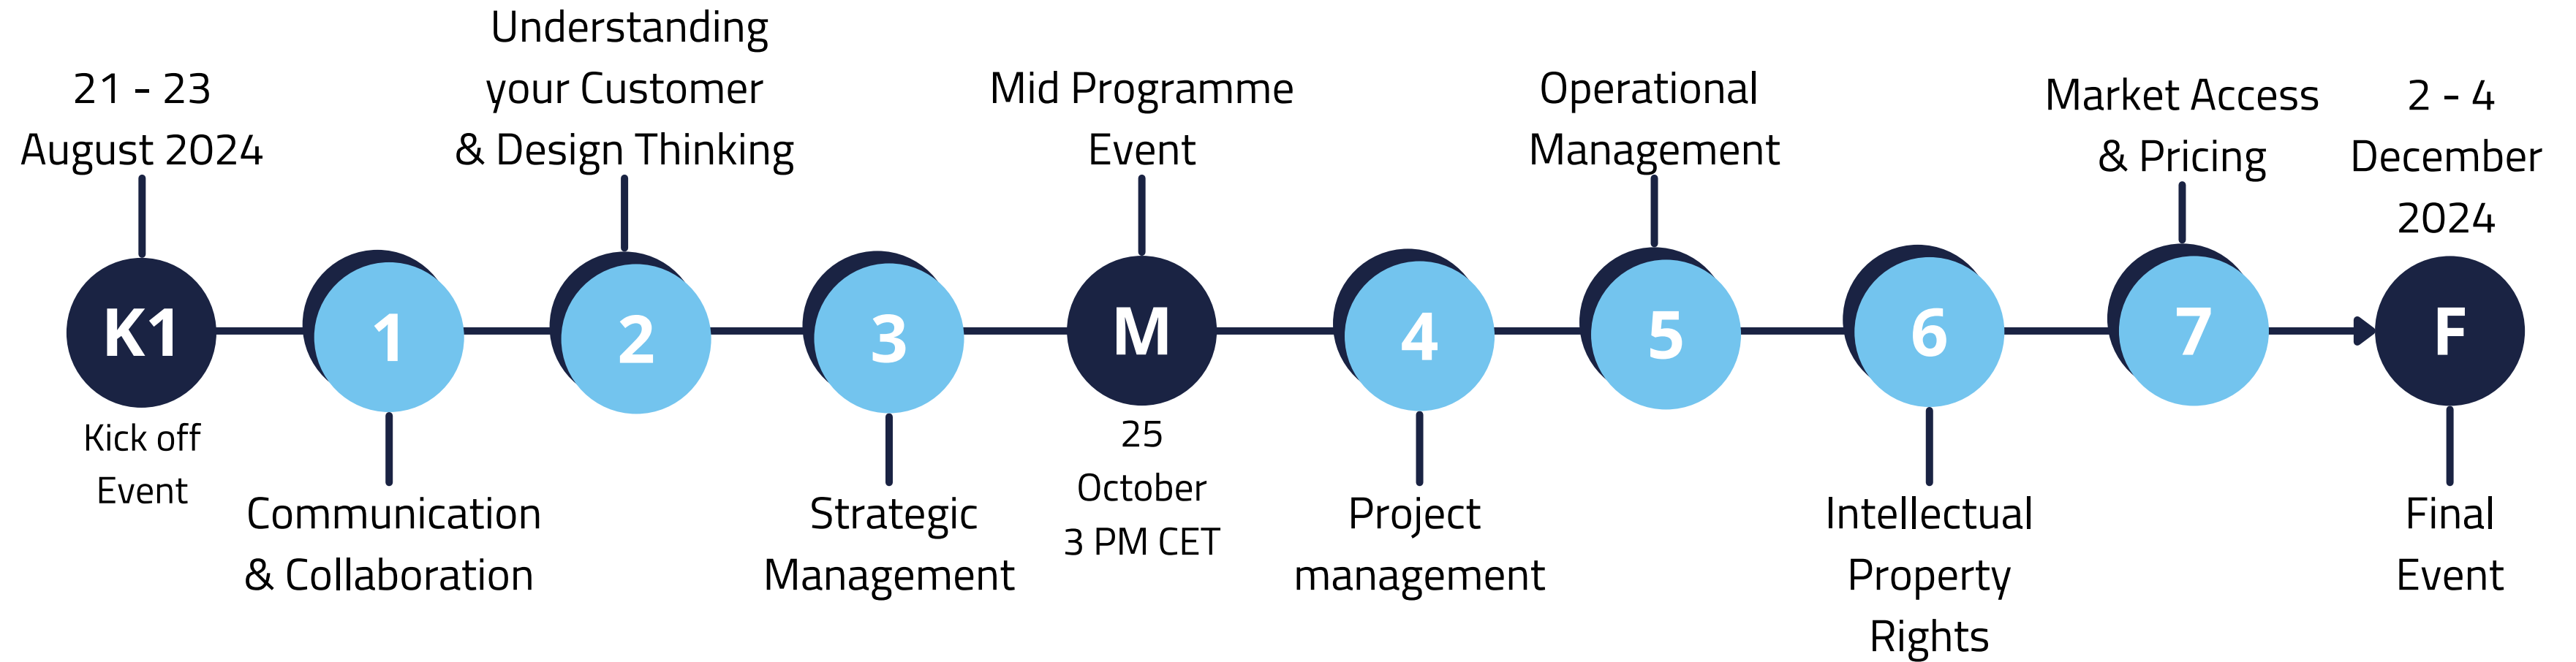 21 - 23
August 2024
K1
Kick off
Event
1
Communication
& Collaboration
Understanding
your Customer
& Design Thinking
2
3
Strategic
Management
Mid Programme
Event
M
25
October
3 PM CET
4
Project
management
Operational
Management
5
6
Intellectual
Property
Rights
Market Access
& Pricing
7
2 - 4
December
2024
F
Final
Event